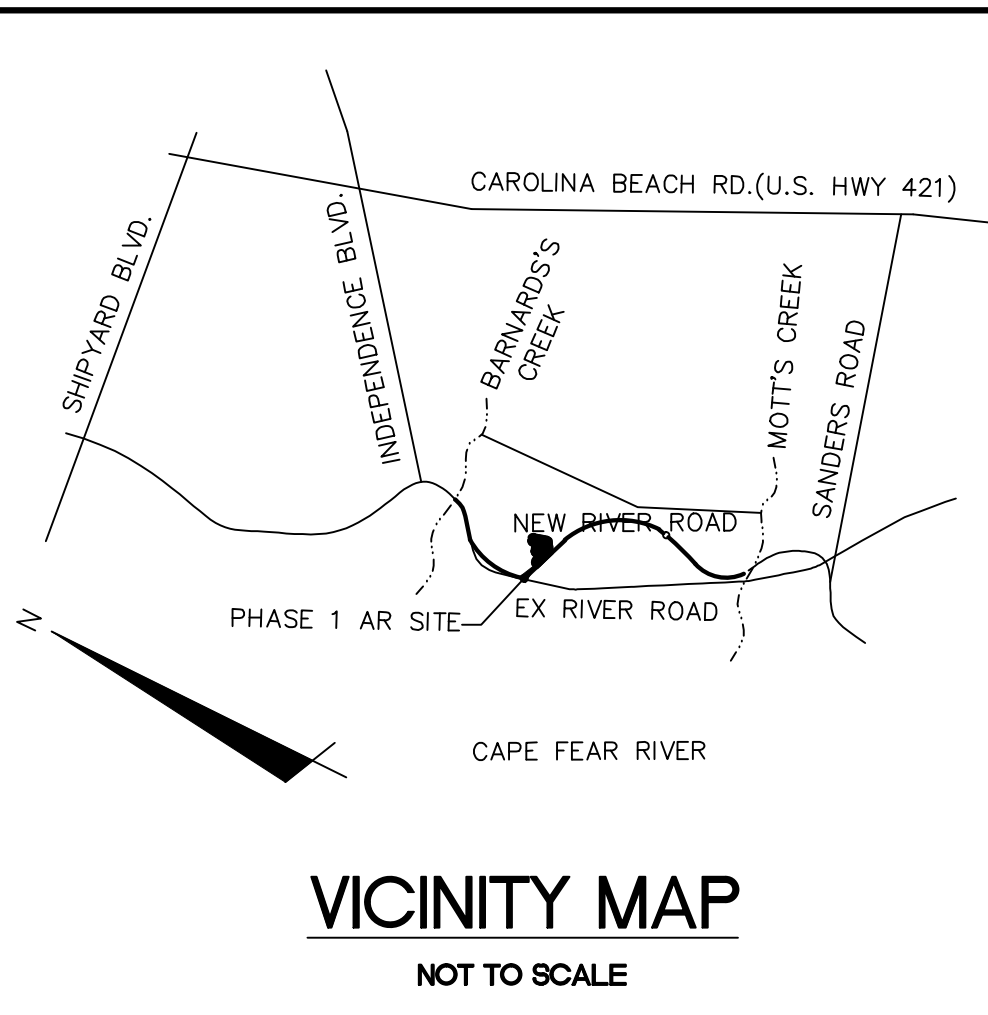 CAROLINA BEACH RD.(U.S. HWY 421)
SHIPYARD BLVD.
INDEPENDENCE BLVD.
BARNARDS'S
CREEK
MOTT'S CREEK
SANDERS ROAD
NEW RIVER ROAD
PHASE 1 AR SITE
EX RIVER ROAD
N
CAPE FEAR RIVER
VICINITY MAP
NOT TO SCALE